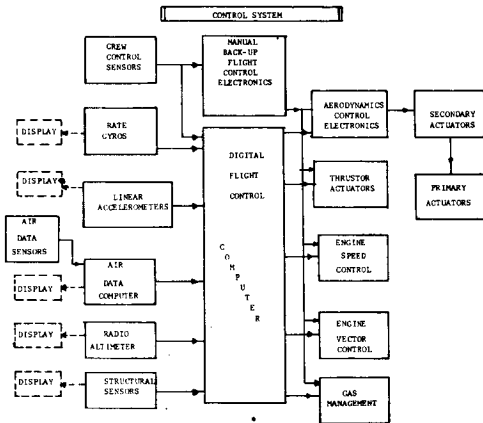 CONTROL SYSTEM
CREW
CONTROL
SENSORS
MANUAL
BACK-UP
FLIGHT
CONTROL
ELECTRONICS
AERODYNAMICS
CONTROL
ELECTRONICS
SECONDARY
ACTUATORS
DISPLAY
RATE
GYROS
DIGITAL
FLIGHT
CONTROL
COMPUTER
THRUSTOR
ACTUATORS
PRIMARY
ACTUATORS
DISPLAY
LINEAR
ACCELEROMETERS
AIR
DATA
SENSORS
AIR
DATA
COMPUTER
ENGINE
SPEED
CONTROL
DISPLAY
DISPLAY
RADIO
ALTIMETER
ENGINE
VECTOR
CONTROL
DISPLAY
STRUCTURAL
SENSORS
GAS
MANAGEMENT